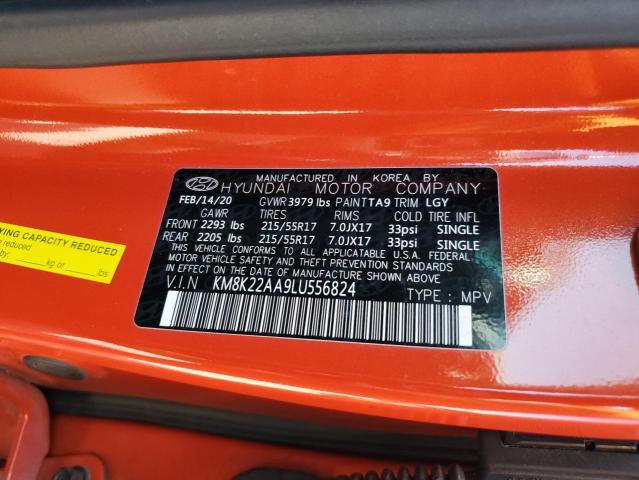 MANUFACTURED IN KOREA BY
HYUNDAI MOTOR COMPANY
FEB/14/20 GVWR 3979 lbs PAINT TA9 TRIM LGY
GAWR TIRES RIMS COLD TIRE INFL
FRONT 2293 lbs 215/55R17 7.0JX17 33psi SINGLE
REAR 2205 lbs 215/55R17 7.0JX17 33psi SINGLE
THIS VEHICLE CONFORMS TO ALL APPLICABLE U.S.A. FEDERAL
MOTOR VEHICLE SAFETY BUMPER, AND THEFT PREVENTION
STANDARDS IN EFFECT ON THE DATE OF MANUFACTURE SHOWN ABOVE.
V.I.N KM8K22AA9LU556824
TYPE : MPV
CARRYING CAPACITY REDUCED
reduced
kg or lbs